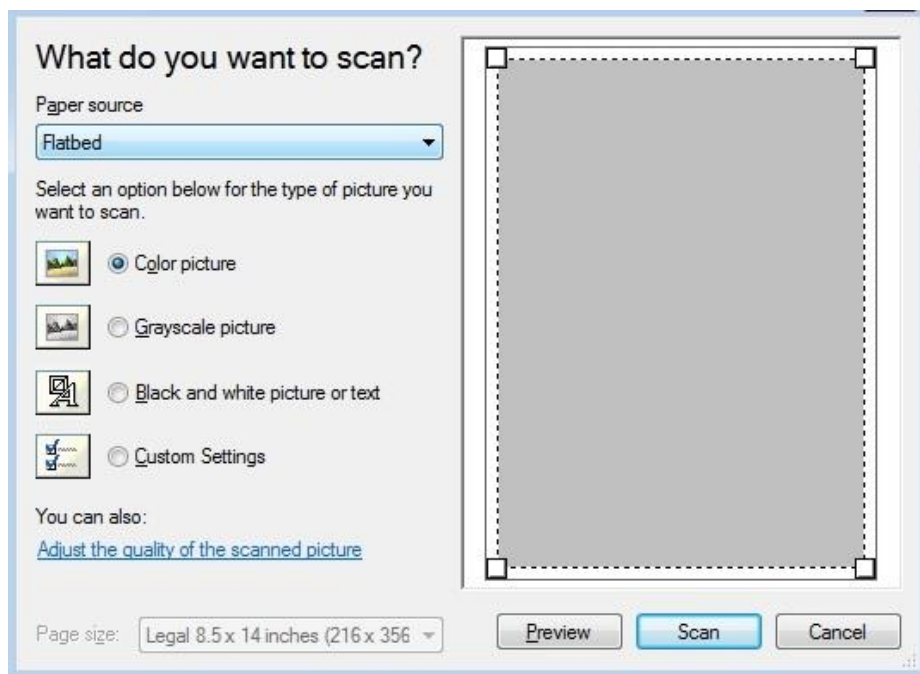 What do you want to scan?
Paper source
Flatbed
Select an option below for the type of picture you
want to scan.
Color picture
Grayscale picture
Black and white picture or text
Custom Settings
You can also:
Adjust the quality of the scanned picture
Page size: Legal 8.5 x 14 inches (216 x 356
Preview Scan Cancel